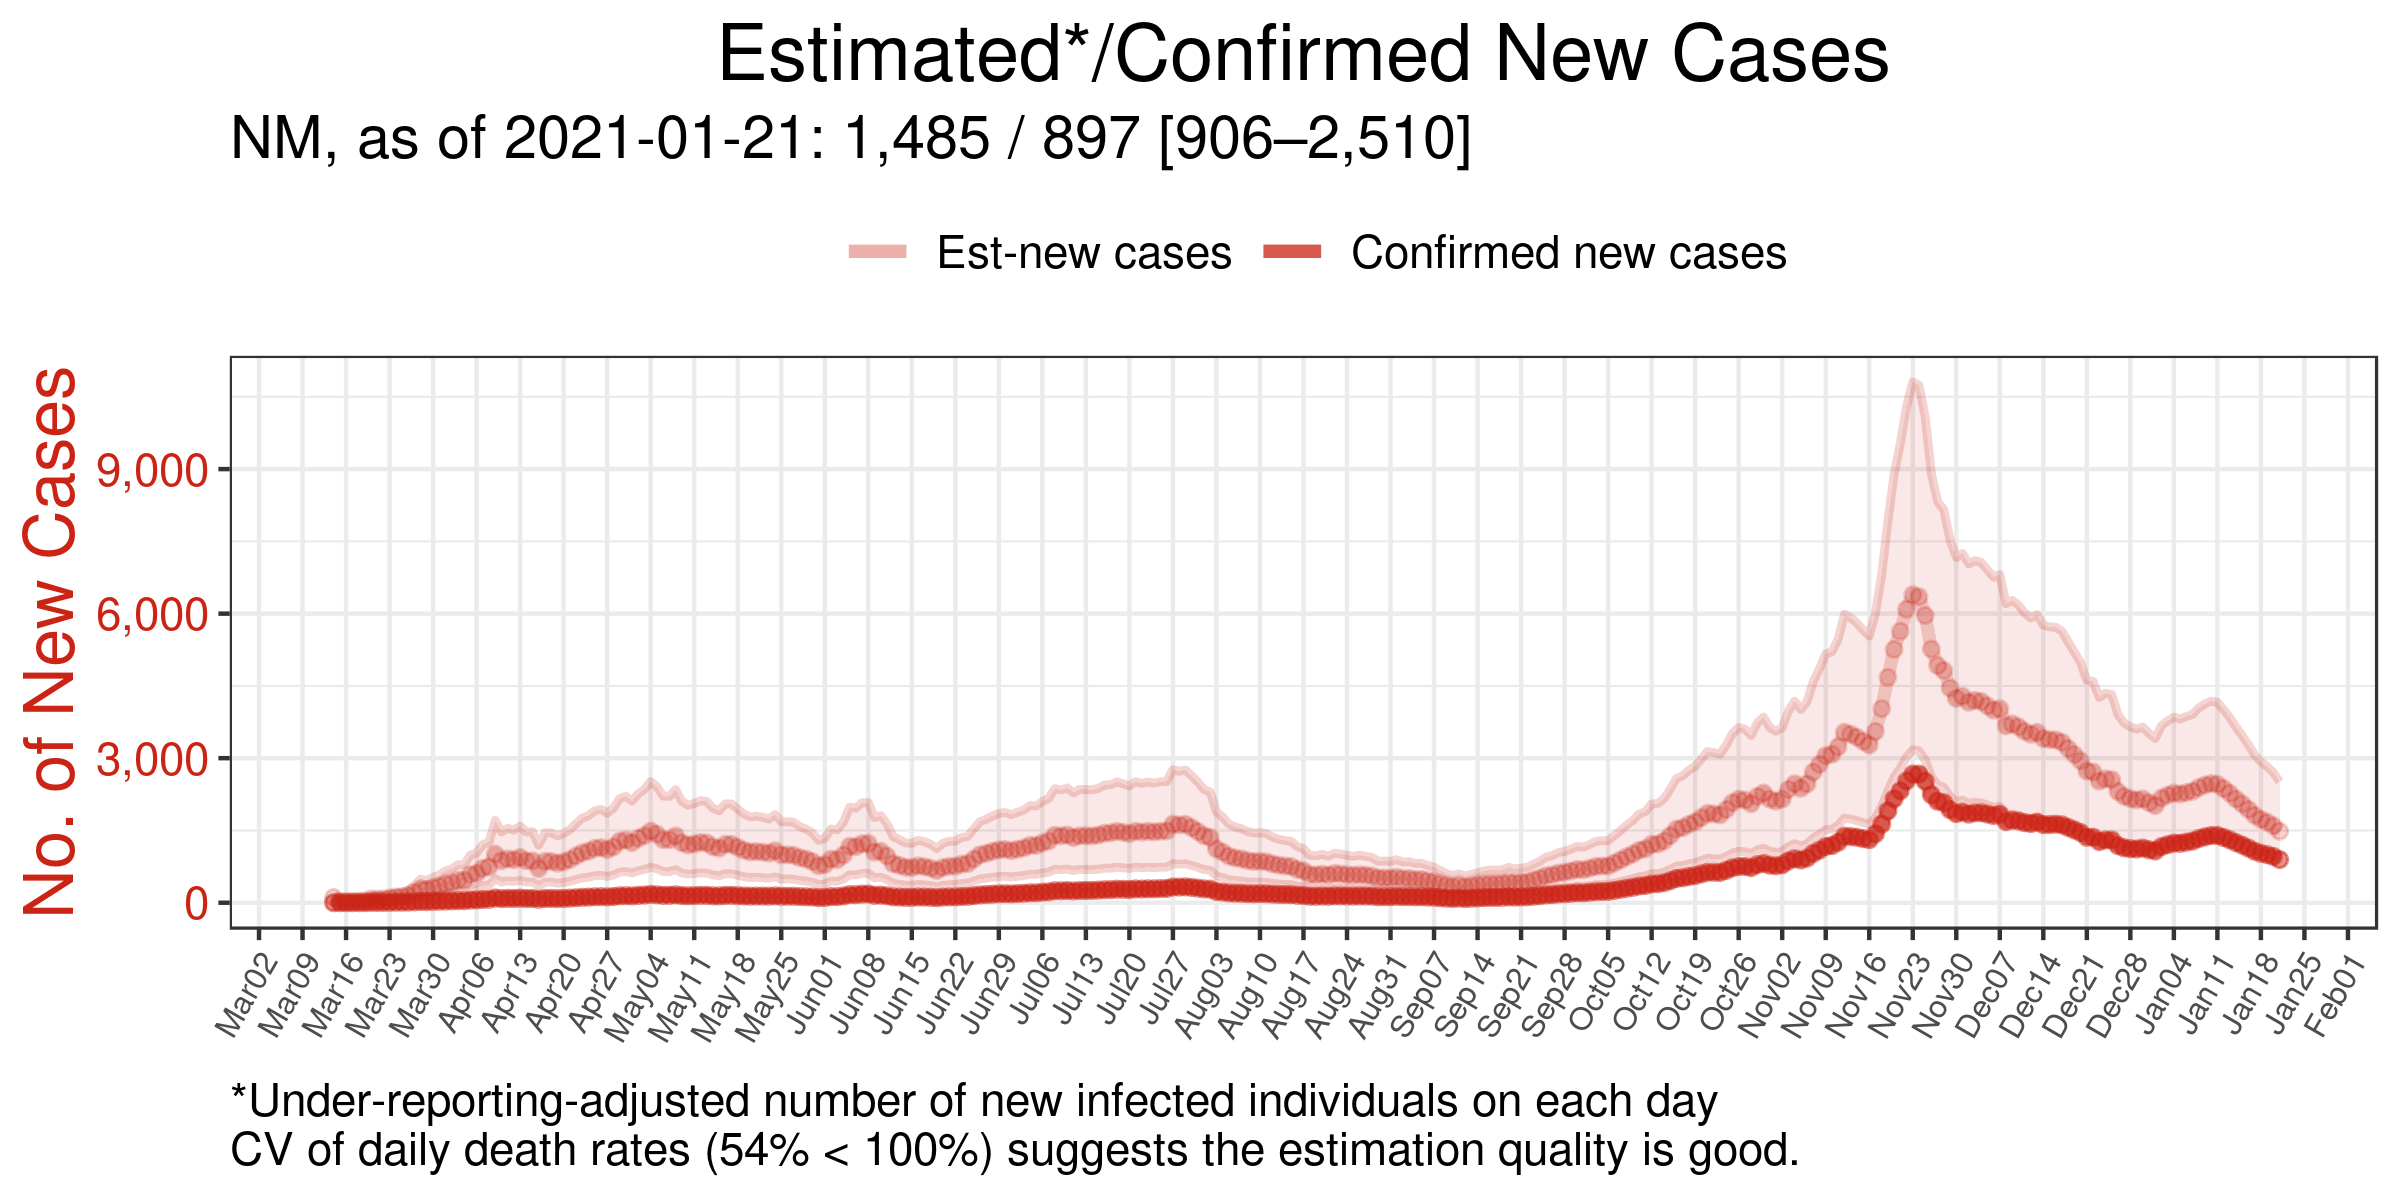 Estimated*/Confirmed New Cases
NM, as of 2021-01-21: 1,485 / 897 [906–2,510]
Est-new cases
Confirmed new cases
No. of New Cases
9,000
6,000
3,000
0
Mar02
Mar09
Mar16
Mar23
Mar30
Apr06
Apr13
Apr20
Apr27
May04
May11
May18
May25
Jun01
Jun08
Jun15
Jun22
Jun29
Jul06
Jul13
Jul20
Jul27
Aug03
Aug10
Aug17
Aug24
Aug31
Sep07
Sep14
Sep21
Sep28
Oct05
Oct12
Oct19
Oct26
Nov02
Nov09
Nov16
Nov23
Nov30
Dec07
Dec14
Dec21
Dec28
Jan04
Jan11
Jan18
Jan25
Feb01
*Under-reporting-adjusted number of new infected individuals on each day
CV of daily death rates (54% < 100%) suggests the estimation quality is good.